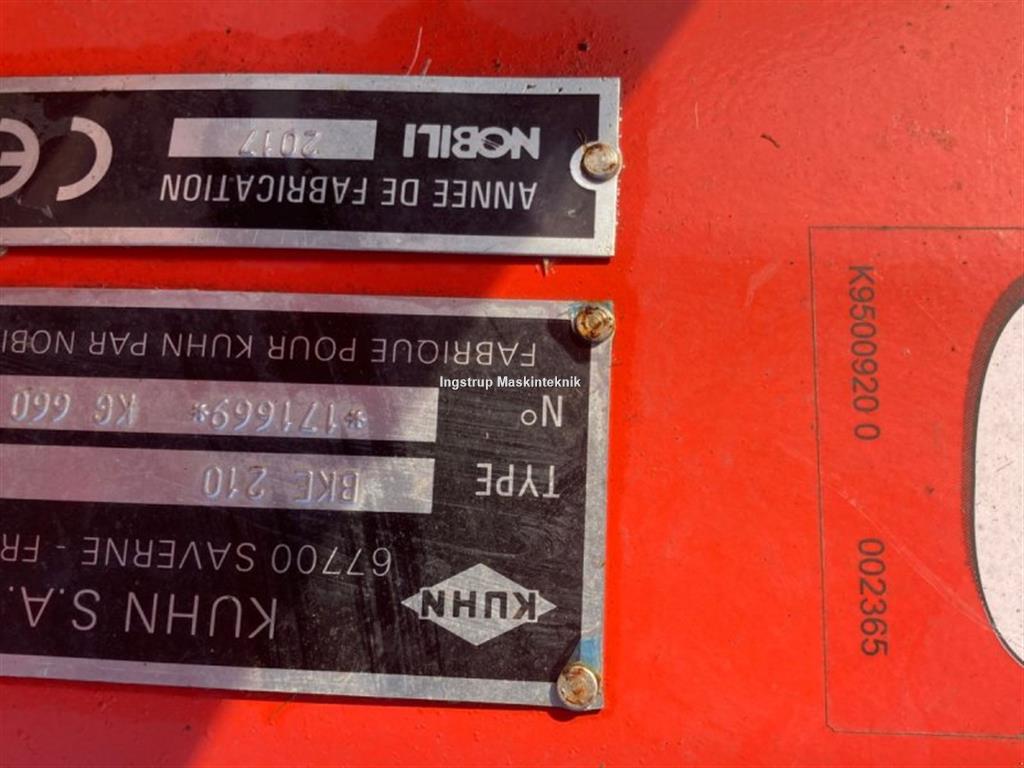 KUHN
KUHN S.A.
67700 SAVERNE - FR
TYPE BKE 210
N° *171669* KG 660
FABRIQUE POUR KUHN PAR NOBI
ANNEE DE FABRICATION
NOBILI 2017
CE
K9500920 0
002365
Ingstrup Maskinteknik